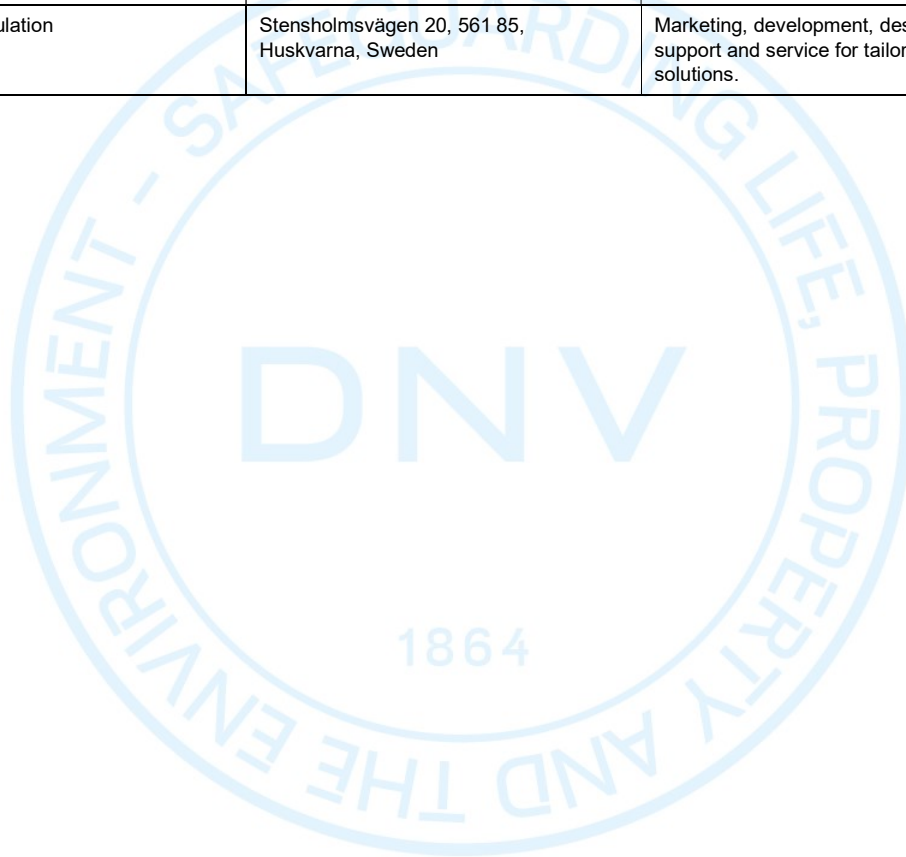 ulation
Stensholmsvägen 20, 561 85,
Huskvarna, Sweden
Marketing, development, des
support and service for tailor
solutions.
SAFEGUARDING LIFE, PROPERTY AND THE ENVIRONMENT -
DNV
1864